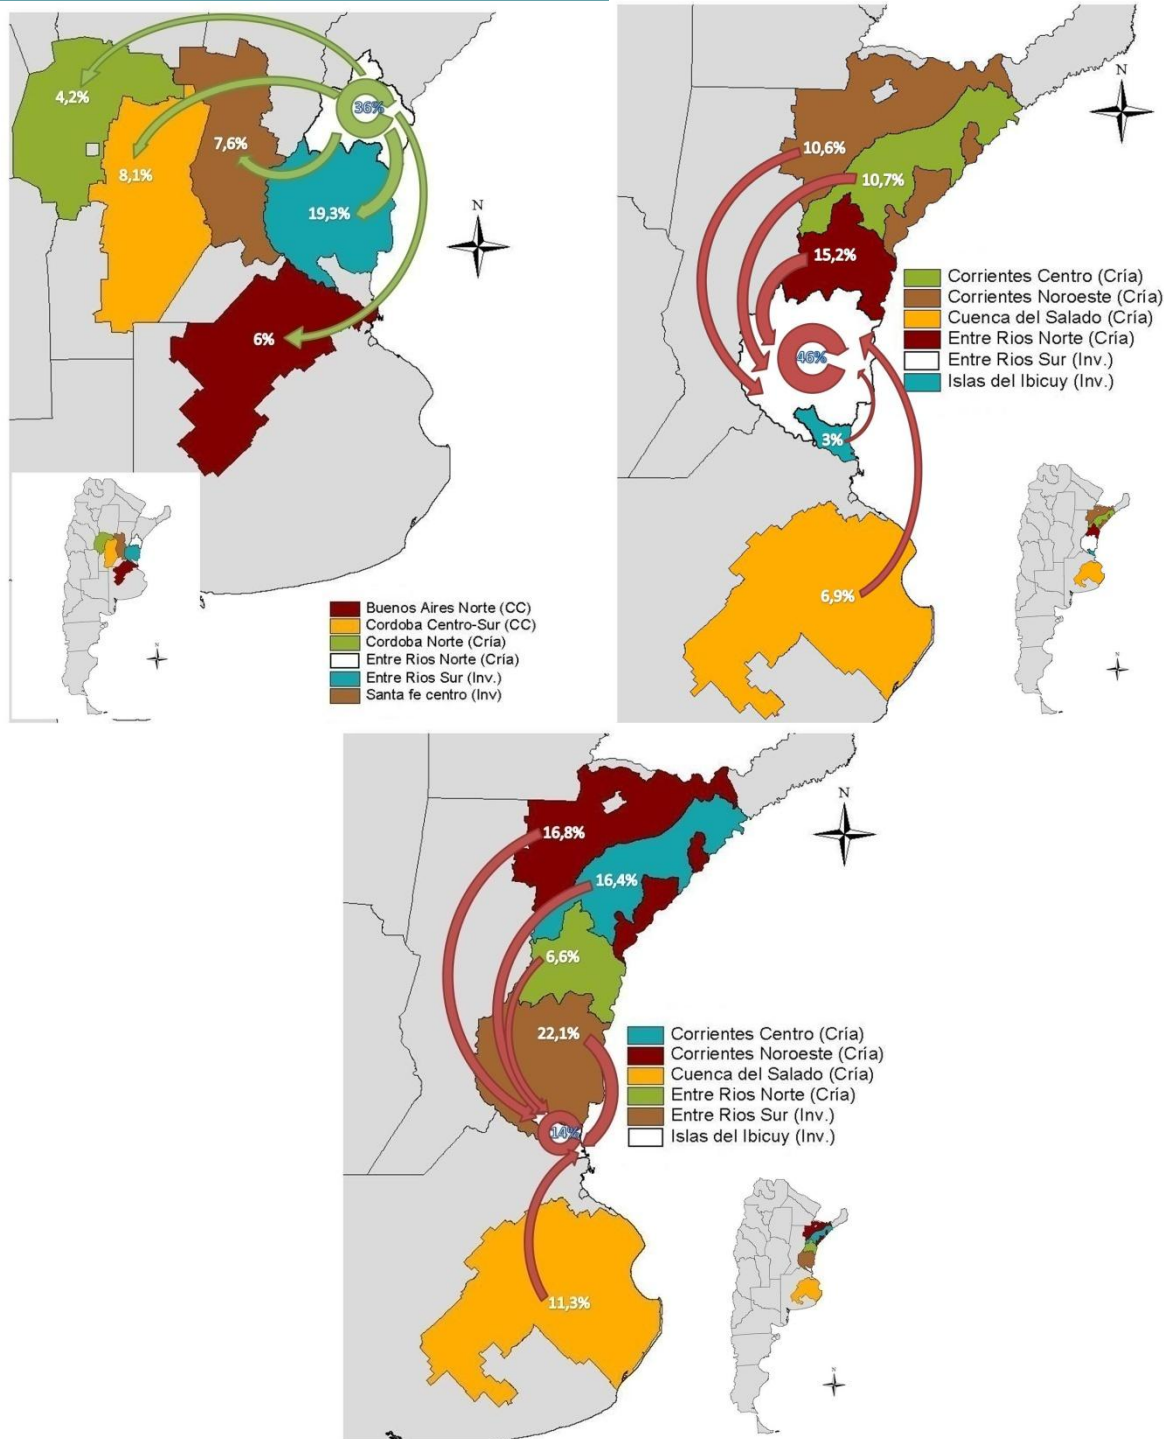 36%
4,2%
7,6%
8,1%
19,3%
6%
N
Buenos Aires Norte (CC)
Cordoba Centro-Sur (CC)
Cordoba Norte (Cría)
Entre Rios Norte (Cría)
Entre Rios Sur (Inv.)
Santa fe centro (Inv)
N
N
10,6%
10,7%
15,2%
46%
3%
6,9%
Corrientes Centro (Cría)
Corrientes Noroeste (Cría)
Cuenca del Salado (Cría)
Entre Rios Norte (Cría)
Entre Rios Sur (Inv.)
Islas del Ibicuy (Inv.)
N
N
16,8%
16,4%
6,6%
22,1%
14%
11,3%
Corrientes Centro (Cría)
Corrientes Noroeste (Cría)
Cuenca del Salado (Cría)
Entre Rios Norte (Cría)
Entre Rios Sur (Inv.)
Islas del Ibicuy (Inv.)
N